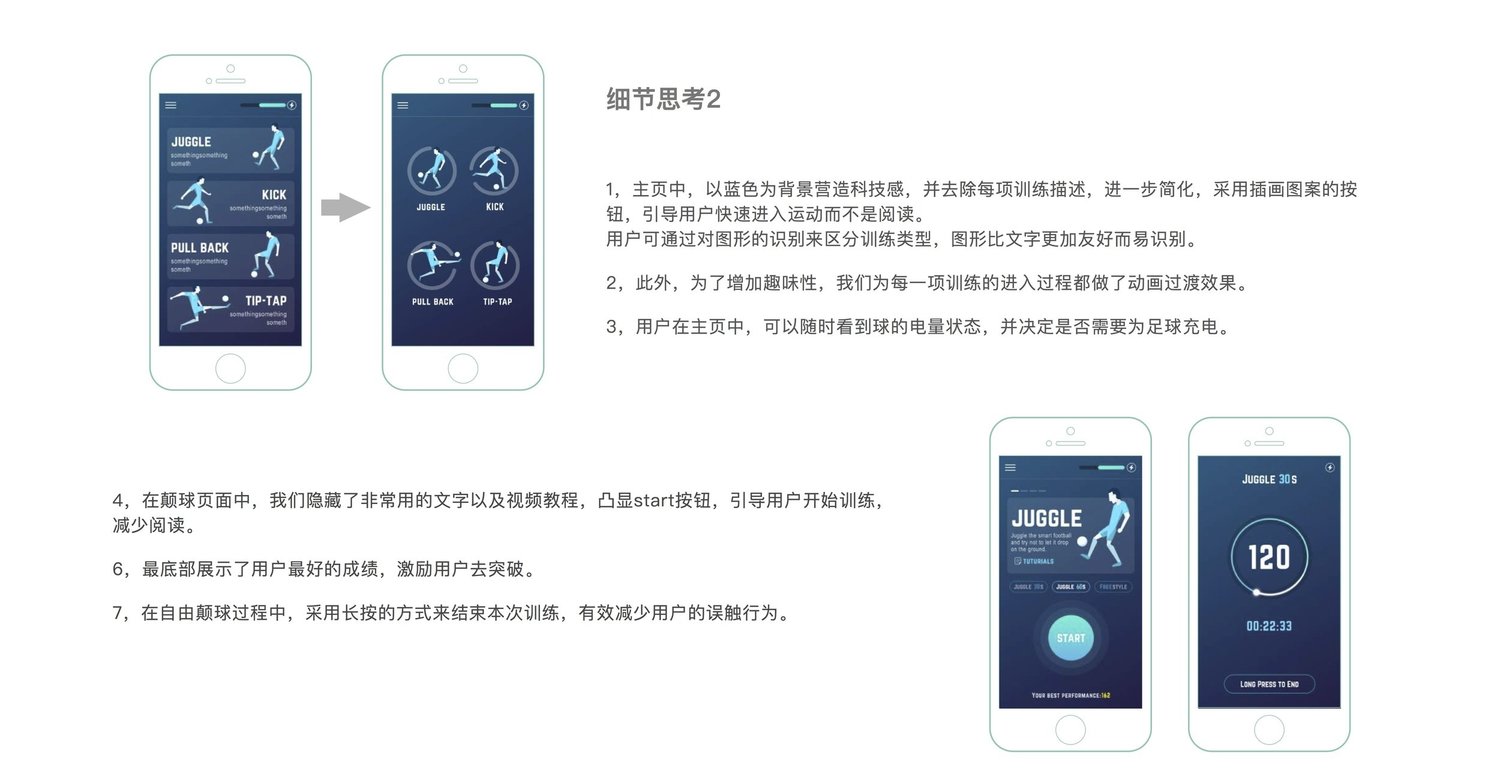 JUGGLE
somethingsomething
someth
KICK
somethingsomething
someth
PULL BACK
somethingsomething
someth
TIP-TAP
somethingsomething
someth
JUGGLE
KICK
PULL BACK
TIP-TAP
细节思考2
1，主页中，以蓝色为背景营造科技感，并去除每项训练描述，进一步简化，采用插画图案的按
钮，引导用户快速进入运动而不是阅读。
用户可通过对图形的识别来区分训练类型，图形比文字更加友好而易识别。
2，此外，为了增加趣味性，我们为每一项训练的进入过程都做了动画过渡效果。
3，用户在主页中，可以随时看到球的电量状态，并决定是否需要为足球充电。
4，在颠球页面中，我们隐藏了非常用的文字以及视频教程，凸显start按钮，引导用户开始训练，
减少阅读。
6，最底部展示了用户最好的成绩，激励用户去突破。
7，在自由颠球过程中，采用长按的方式来结束本次训练，有效减少用户的误触行为。
JUGGLE
Juggle the smart football
and try not to let it drop
on the ground.
TUTURIALS
JUGGLE 30S
JUGGLE 60S
FREESTYLE
START
YOUR BEST PERFORMANCE:162
JUGGLE 30S
120
00:22:33
LONG PRESS TO END